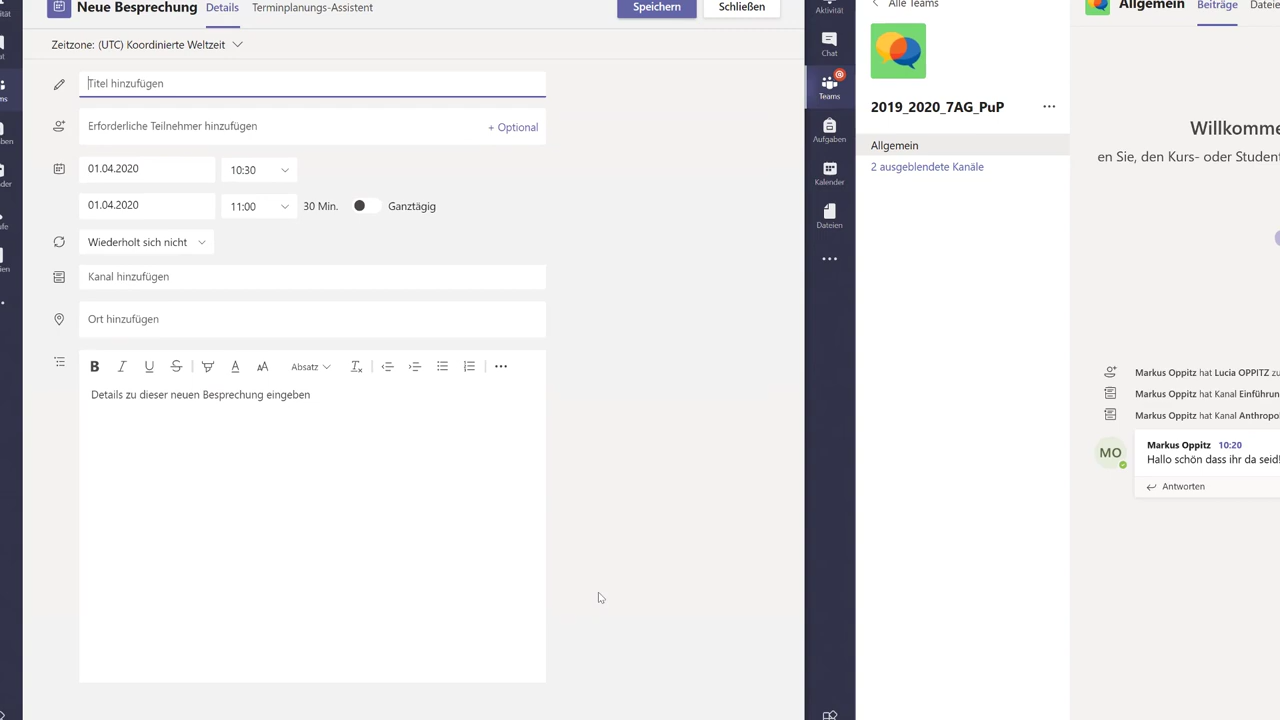 Neue Besprechung Details Terminplanungs-Assistent Speichern Schließen
Zeitzone: (UTC) Koordinierte Weltzeit
Titel hinzufügen
Erforderliche Teilnehmer hinzufügen + Optional
01.04.2020 10:30
01.04.2020 11:00 30 Min. Ganztägig
Wiederholt sich nicht
Kanal hinzufügen
Ort hinzufügen
Absatz
Details zu dieser neuen Besprechung eingeben
Aktivität
Chat
Teams
Aufgaben
Kalender
Dateien
Alle Teams
2019_2020_7AG_PuP
Allgemein
2 ausgeblendete Kanäle
Allgemein Beiträge Dateie
Willkomme
en Sie, den Kurs- oder Student
Markus Oppitz hat Lucia OPPITZ zu
Markus Oppitz hat Kanal Einführun
Markus Oppitz hat Kanal Anthropo
MO
Markus Oppitz 10:20
Hallo schön dass ihr da seid!
Antworten